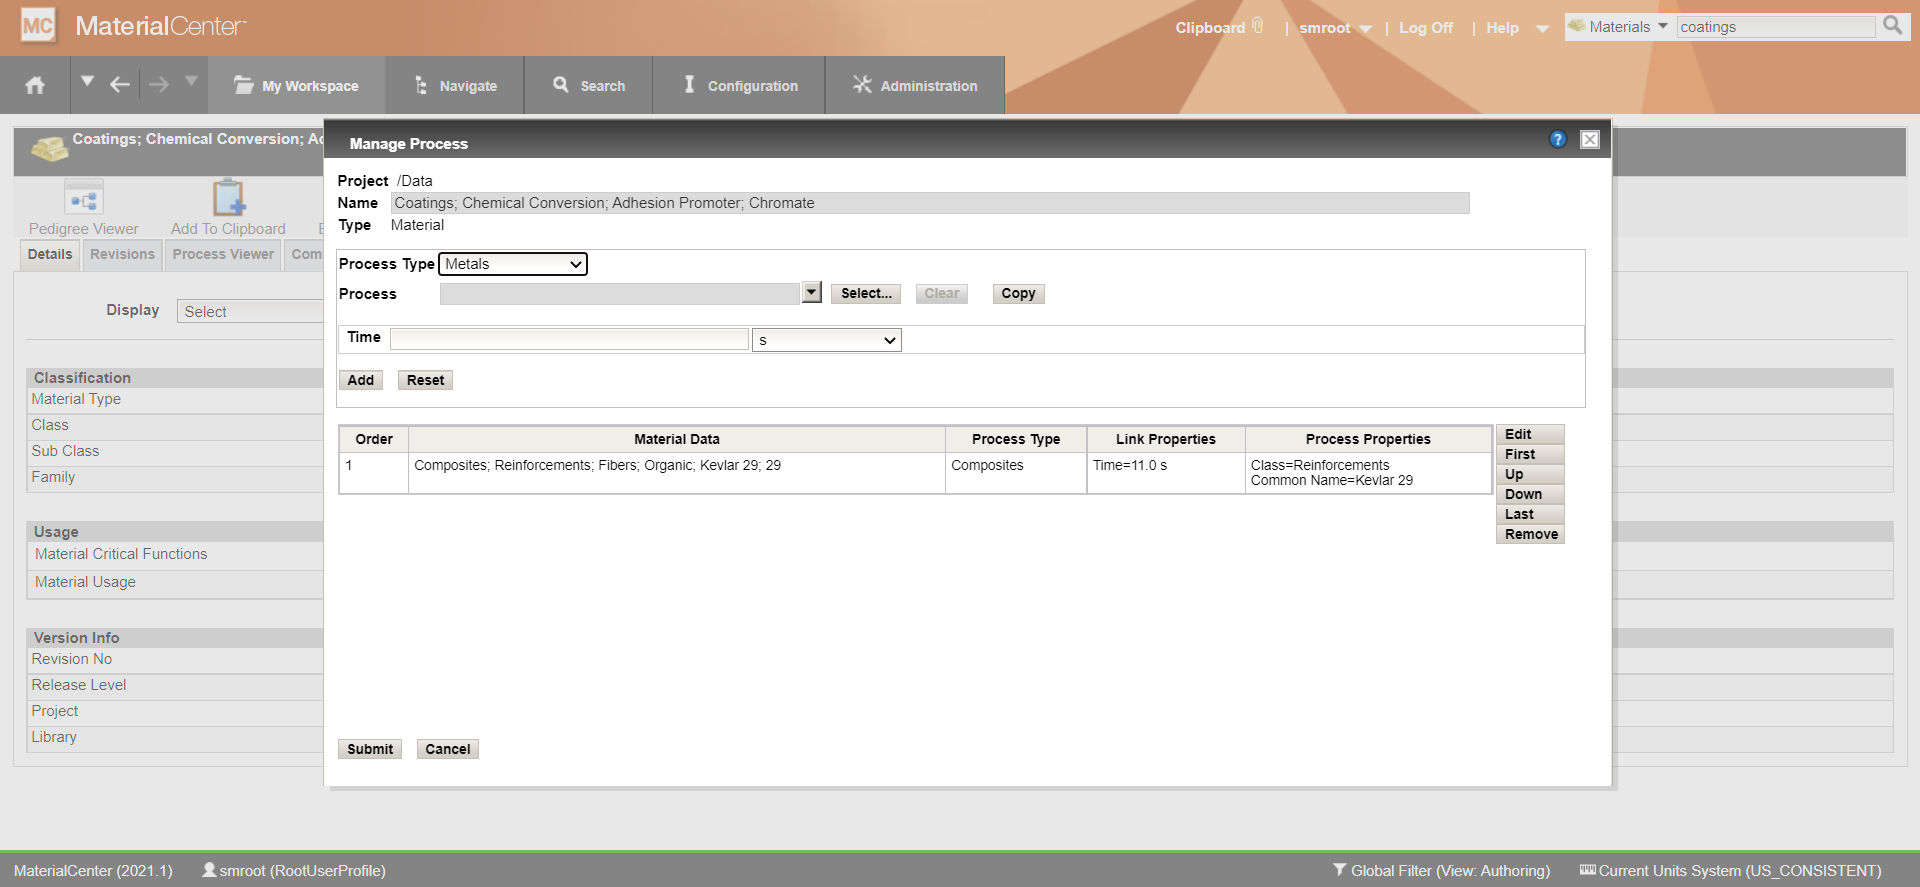 MC MaterialCenter
Clipboard | smroot | Log Off | Help Materials coatings
My Workspace Navigate Search Configuration Administration
Coatings; Chemical Conversion; Ad
Pedigree Viewer Add To Clipboard E
Details Revisions Process Viewer Com
Display Select
Classification
Material Type
Class
Sub Class
Family
Usage
Material Critical Functions
Material Usage
Version Info
Revision No
Release Level
Project
Library
Manage Process ?
Project /Data
Name Coatings; Chemical Conversion; Adhesion Promoter; Chromate
Type Material
Process Type Metals
Process Select... Clear Copy
Time s
Add Reset
Order Material Data Process Type Link Properties Process Properties
1 Composites; Reinforcements; Fibers; Organic; Kevlar 29; 29 Composites Time=11.0 s Class=Reinforcements
Common Name=Kevlar 29
Edit
First
Up
Down
Last
Remove
Submit Cancel
MaterialCenter (2021.1) smroot (RootUserProfile) Global Filter (View: Authoring) Current Units System (US_CONSISTENT)